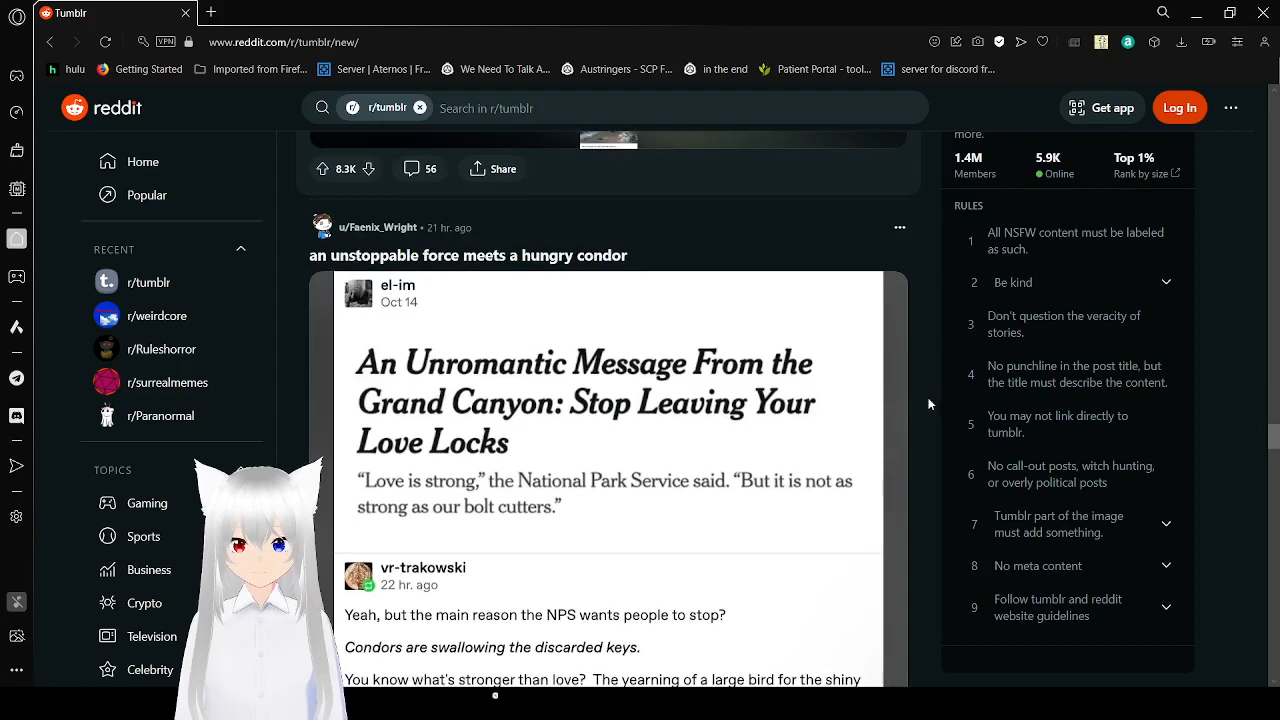 Tumblr
VPN
www.reddit.com/r/tumblr/new/
hulu
Getting Started
Imported from Firef...
Server | Aternos | Fr...
We Need To Talk A...
Austringers - SCP F...
in the end
Patient Portal - tool...
server for discord fr...
reddit
r/ r/tumblr
Search in r/tumblr
Get app
Log In
Home
Popular
RECENT
r/tumblr
r/weirdcore
r/Ruleshorror
r/surrealmemes
r/Paranormal
TOPICS
Gaming
Sports
Business
Crypto
Television
Celebrity
8.3K
56
Share
u/Faenix_Wright • 21 hr. ago
an unstoppable force meets a hungry condor
el-im
Oct 14
An Unromantic Message From the
Grand Canyon: Stop Leaving Your
Love Locks
“Love is strong,” the National Park Service said. “But it is not as
strong as our bolt cutters.”
vr-trakowski
22 hr. ago
Yeah, but the main reason the NPS wants people to stop?
Condors are swallowing the discarded keys.
You know what's stronger than love? The yearning of a large bird for the shiny
more.
1.4M
Members
5.9K
Online
Top 1%
Rank by size
RULES
1
All NSFW content must be labeled
as such.
2
Be kind
3
Don't question the veracity of
stories.
4
No punchline in the post title, but
the title must describe the content.
5
You may not link directly to
tumblr.
6
No call-out posts, witch hunting,
or overly political posts
7
Tumblr part of the image
must add something.
8
No meta content
9
Follow tumblr and reddit
website guidelines